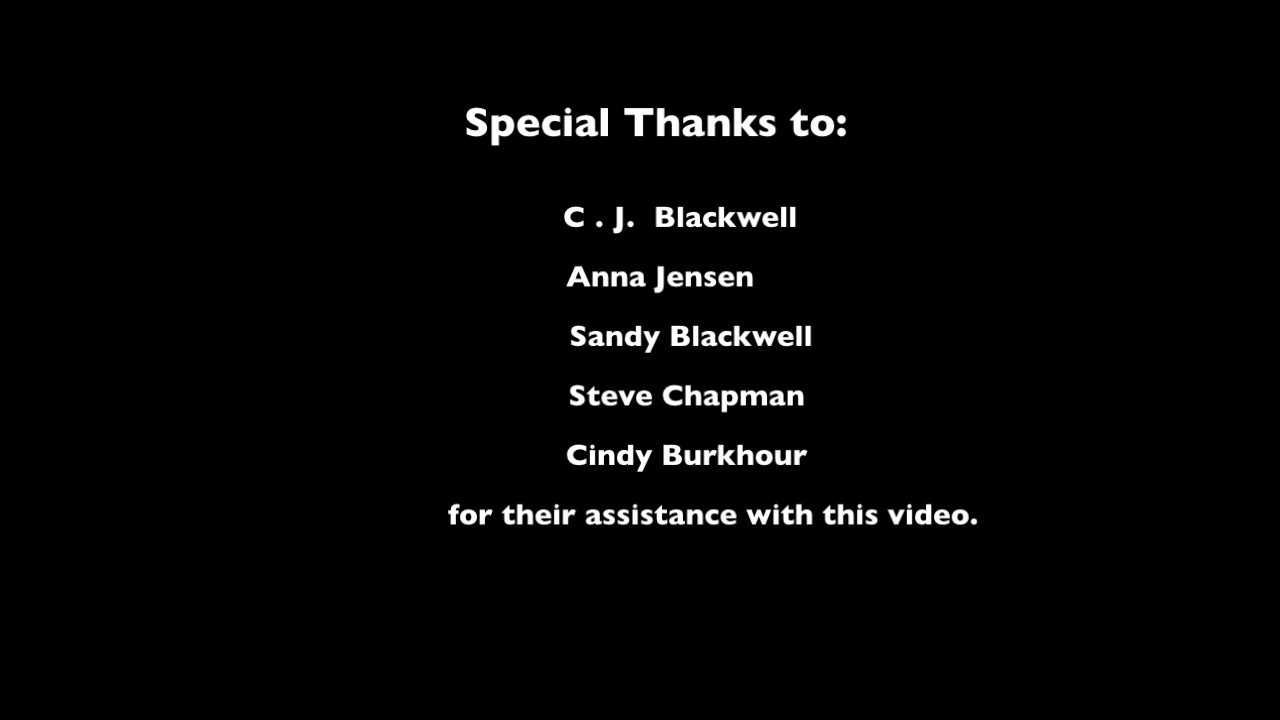 Special Thanks to:
C . J.  Blackwell
Anna Jensen
Sandy Blackwell
Steve Chapman
Cindy Burkhour
for their assistance with this video.